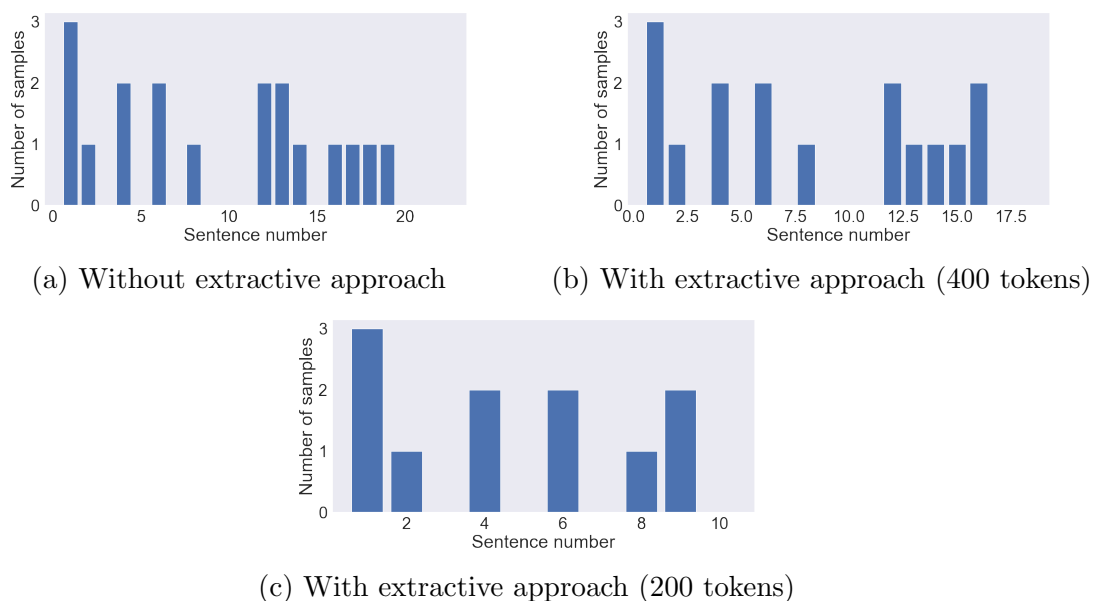 Number of samples
3
2
1
0
0 5 10 15 20
Sentence number
(a) Without extractive approach
Number of samples
3
2
1
0
0.0 2.5 5.0 7.5 10.0 12.5 15.0 17.5
Sentence number
(b) With extractive approach (400 tokens)
Number of samples
3
2
1
0
2 4 6 8 10
Sentence number
(c) With extractive approach (200 tokens)